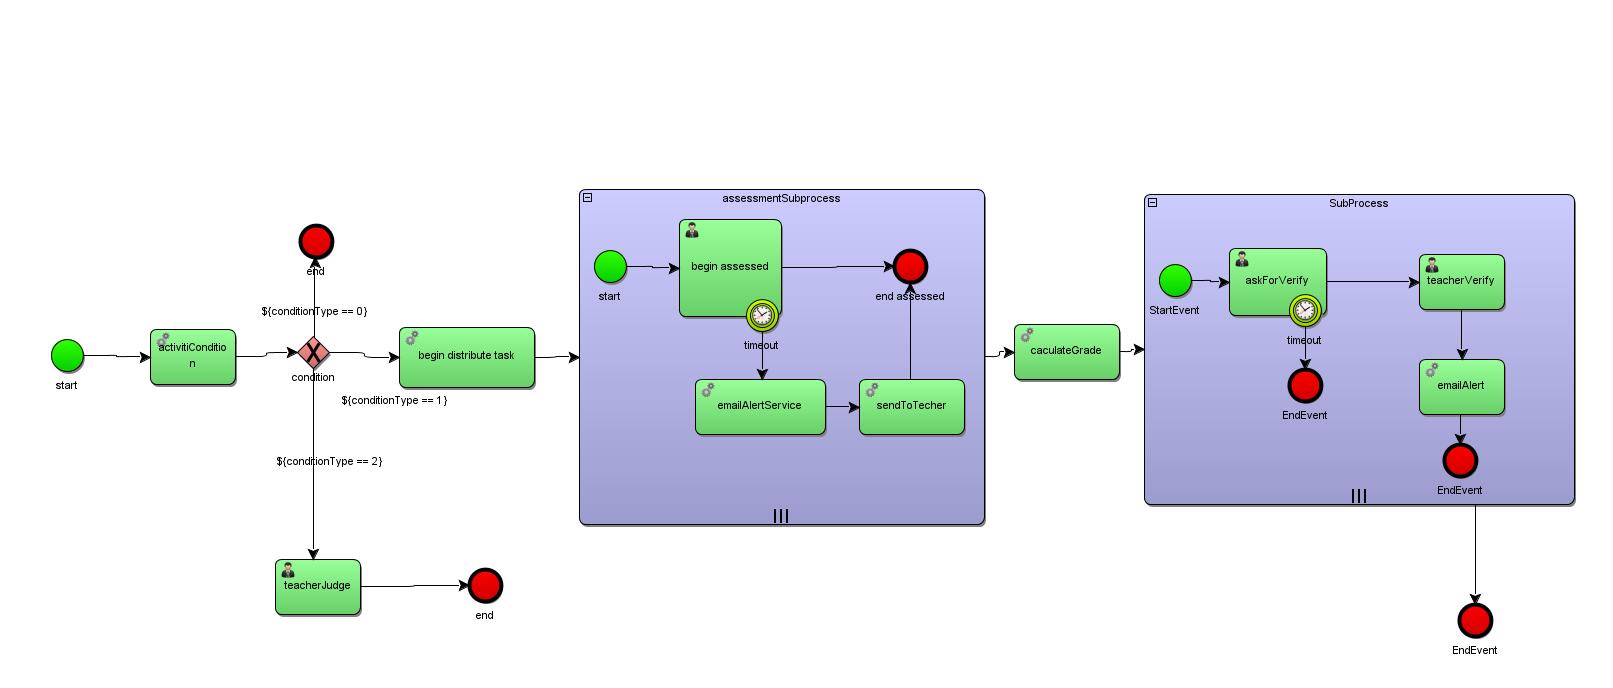 start
activitiConditio
n
end
${conditionType == 0}
condition
${conditionType == 1}
${conditionType == 2}
teacherJudge
end
begin distribute task
assessmentSubprocess
start
begin assessed
timeout
end assessed
emailAlertService
sendToTecher
caculateGrade
SubProcess
StartEvent
askForVerify
timeout
EndEvent
teacherVerify
emailAlert
EndEvent
EndEvent